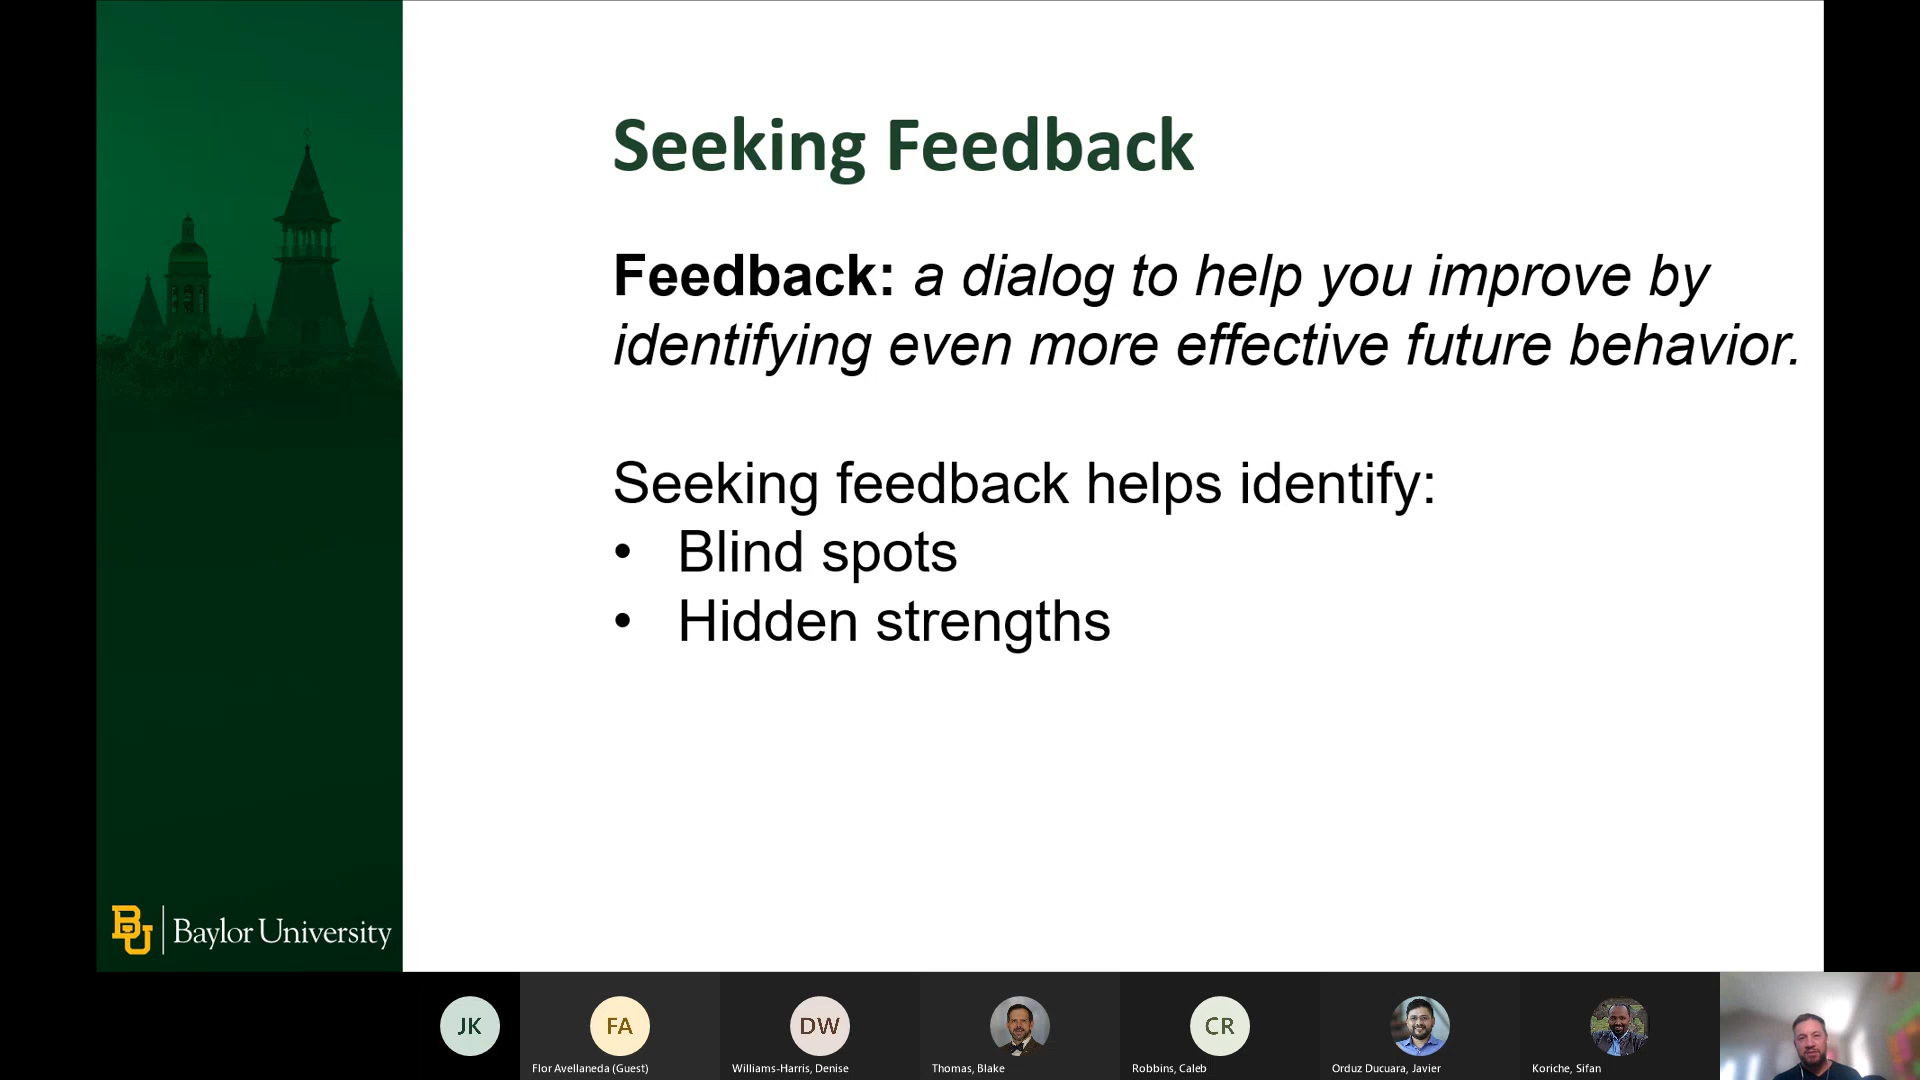 Seeking Feedback
Feedback: a dialog to help you improve by
identifying even more effective future behavior.
Seeking feedback helps identify:
• Blind spots
• Hidden strengths
BU | Baylor University
JK
FA
DW
CR
Flor Avellaneda (Guest)
Williams-Harris, Denise
Thomas, Blake
Robbins, Caleb
Orduz Ducuara, Javier
Koriche, Sifan